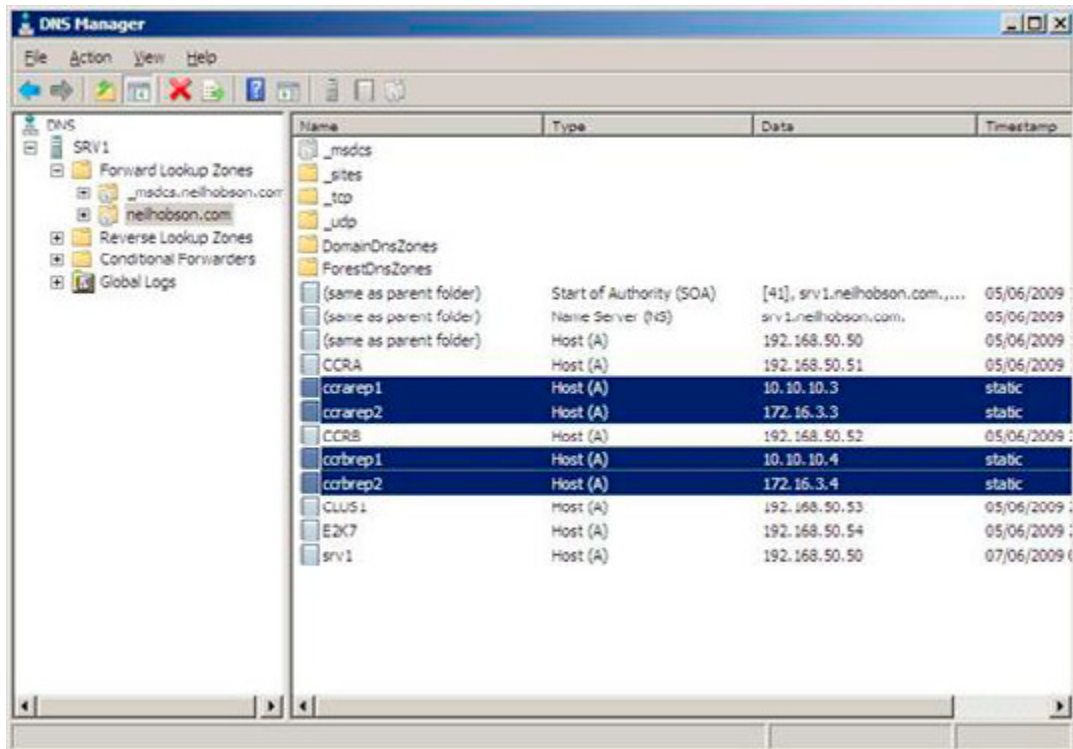 DNS Manager
File Action View Help
DNS
SRV1
Forward Lookup Zones
_msdcs.neilhobson.com
neilhobson.com
Reverse Lookup Zones
Conditional Forwarders
Global Logs
Name Type Data Timestamp
_msdcs
_sites
_tcp
_udp
DomainDnsZones
ForestDnsZones
(same as parent folder) Start of Authority (SOA) [41], srv1.neilhobson.com.,... 05/06/2009
(same as parent folder) Name Server (NS) srv1.neilhobson.com. 05/06/2009
(same as parent folder) Host (A) 192.168.50.50 05/06/2009
CCRA Host (A) 192.168.50.51 05/06/2009
ccrarep1 Host (A) 10.10.10.3 static
ccrarep2 Host (A) 172.16.3.3 static
CCRB Host (A) 192.168.50.52 05/06/2009
ccrbrep1 Host (A) 10.10.10.4 static
ccrbrep2 Host (A) 172.16.3.4 static
CLUS1 Host (A) 192.168.50.53 05/06/2009
E2K7 Host (A) 192.168.50.54 05/06/2009
srv1 Host (A) 192.168.50.50 07/06/2009